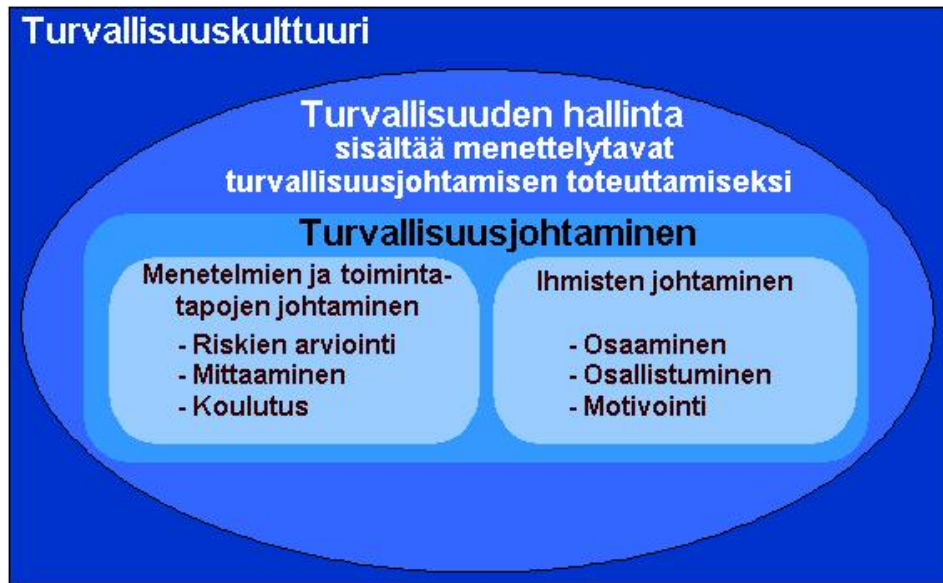 Turvallisuuskulttuuri
Turvallisuuden hallinta
sisältää menettelytavat
turvallisuusjohtamisen toteuttamiseksi
Turvallisuusjohtaminen
Menetelmien ja toiminta-
tapojen johtaminen
- Riskien arviointi
- Mittaaminen
- Koulutus
Ihmisten johtaminen
- Osaaminen
- Osallistuminen
- Motivointi